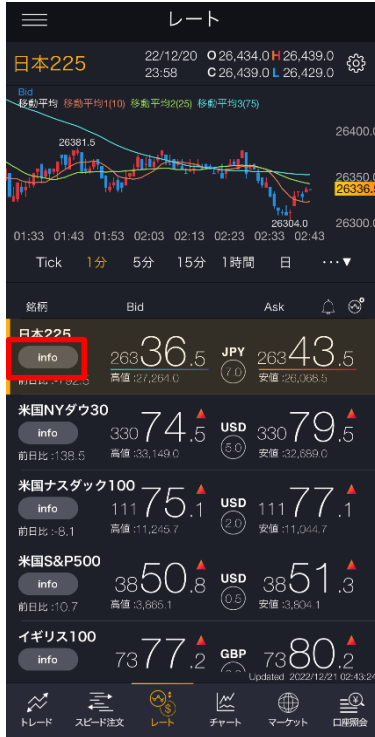 レート
日本225 22/12/20 O 26,434.0 H 26,439.0
23:58 C 26,439.0 L 26,429.0
Bid
移動平均 移動平均1(10) 移動平均2(25) 移動平均3(75)
26400.0
26381.5
26350.0
26336.5
26304.0 26300.0
01:33 01:43 01:53 02:03 02:13 02:23 02:33 02:43
Tick 1分 5分 15分 1時間 日 …▼
銘柄 Bid Ask
日本225
info 26336.5 JPY 26343.5
前日比:-792.5 高値:27,264.0 (7.0) 安値:26,068.5
米国NYダウ30
info 33074.5 USD 33079.5
前日比:138.5 高値:33,149.0 (5.0) 安値:32,689.0
米国ナスダック100
info 11175.1 USD 11177.1
前日比:-8.1 高値:11,245.7 (2.0) 安値:11,044.7
米国S&P500
info 3850.8 USD 3851.3
前日比:10.7 高値:3,865.1 (0.5) 安値:3,804.1
イギリス100
info 7377.2 GBP 7380.2
Updated 2022/12/21 02:43:24
トレード スピード注文 レート チャート マーケット 口座照会